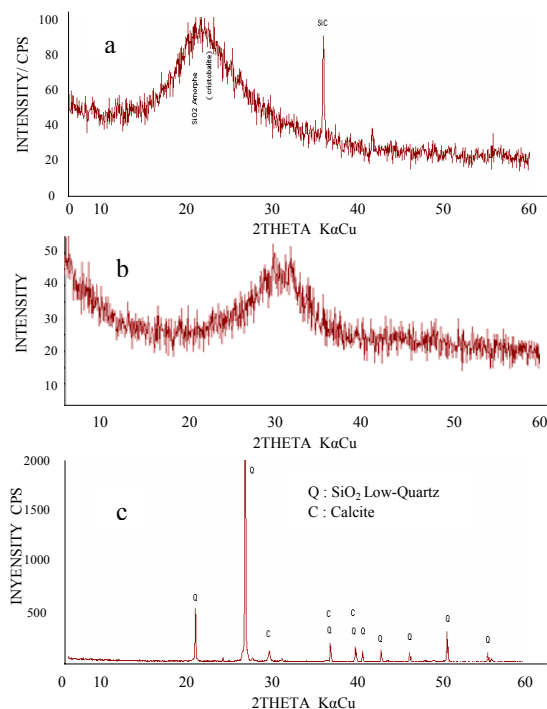 a
SiC
SiO2 Amorphe
( cristobalite)
INTENSITY/ CPS
100
80
60
40
20
0
0 10 20 30 40 50 60
2THETA KαCu
b
INTENSITY
50
40
30
20
10
10 20 30 40 50 60
2THETA KαCu
c
INYENSITY CPS
2000
1500
1000
500
Q : SiO2 Low-Quartz
C : Calcite
Q
Q
C
C C
Q Q Q Q Q Q Q
0 10 20 30 40 50 60
2THETA KαCu